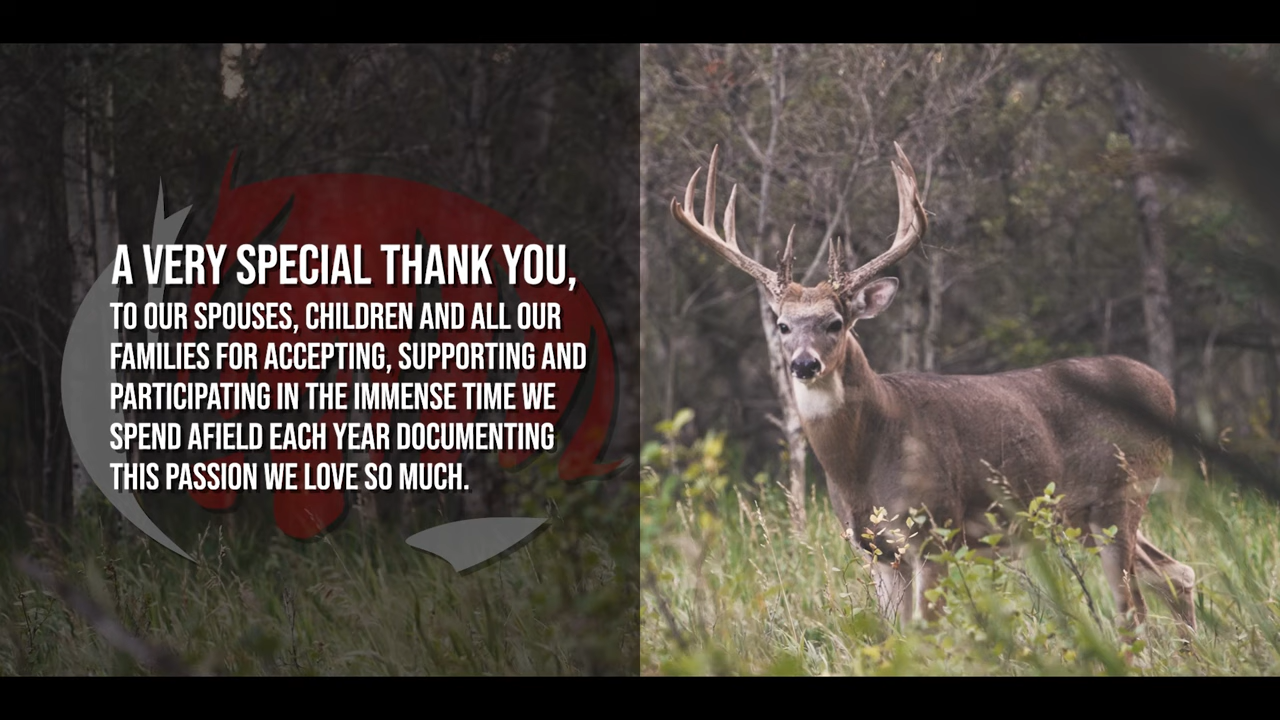 A VERY SPECIAL THANK YOU,
TO OUR SPOUSES, CHILDREN AND ALL OUR
FAMILIES FOR ACCEPTING, SUPPORTING AND
PARTICIPATING IN THE IMMENSE TIME WE
SPEND AFIELD EACH YEAR DOCUMENTING
THIS PASSION WE LOVE SO MUCH.